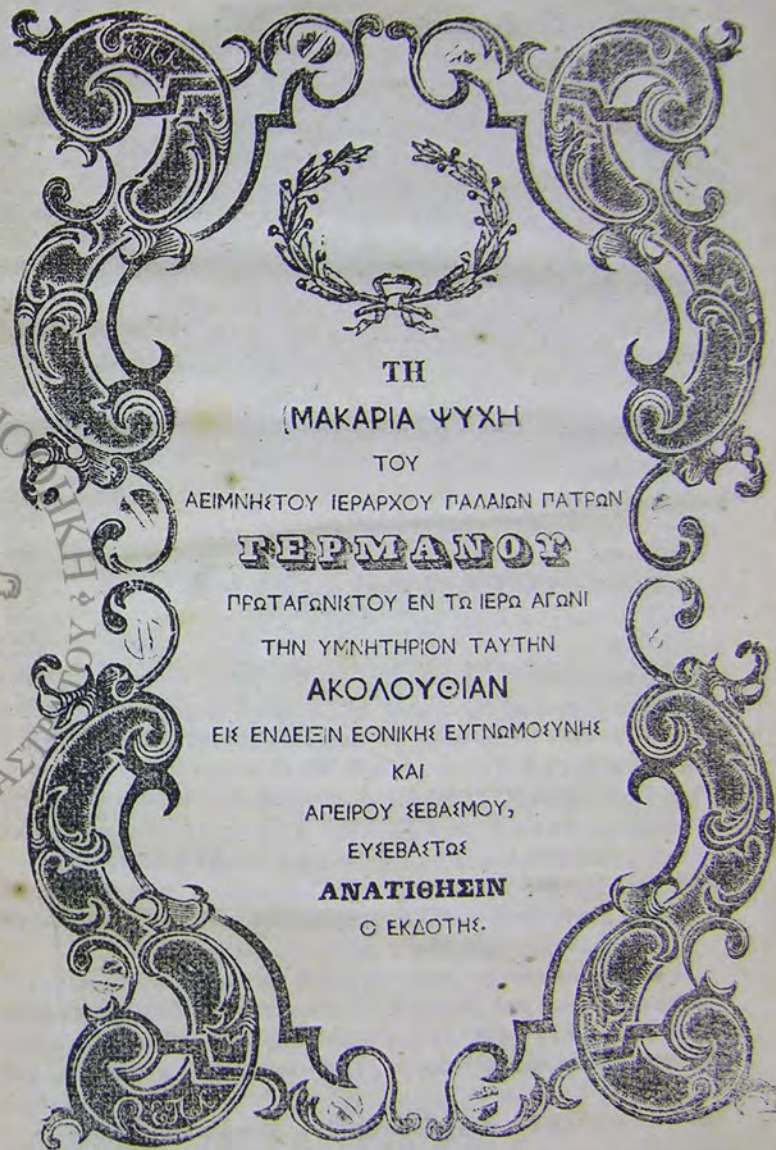 ΤΗ
ΜΑΚΑΡΙΑ ΨΥΧΗ
ΤΟΥ
ΑΕΙΜΝΗΣΤΟΥ ΙΕΡΑΡΧΟΥ ΠΑΛΑΙΩΝ ΠΑΤΡΩΝ
ΓΕΡΜΑΝΟΥ
ΠΡΩΤΑΓΩΝΙΣΤΟΥ ΕΝ ΤΩ ΙΕΡΩ ΑΓΩΝΙ
ΤΗΝ ΥΜΝΗΤΗΡΙΟΝ ΤΑΥΤΗΝ
ΑΚΟΛΟΥΘΙΑΝ
ΕΙΣ ΕΝΔΕΙΞΙΝ ΕΘΝΙΚΗΣ ΕΥΓΝΩΜΟΣΥΝΗΣ
ΚΑΙ
ΑΠΕΙΡΟΥ ΣΕΒΑΣΜΟΥ,
ΕΥΣΕΒΑΣΤΩΣ
ΑΝΑΤΙΘΗΣΙΝ
Ο ΕΚΔΟΤΗΣ.